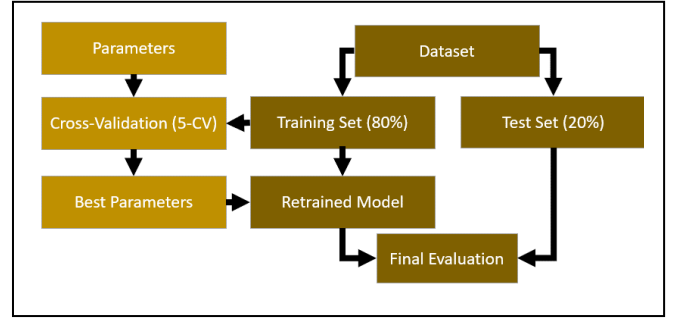 Parameters
Dataset
Cross-Validation (5-CV)
Training Set (80%)
Test Set (20%)
Best Parameters
Retrained Model
Final Evaluation